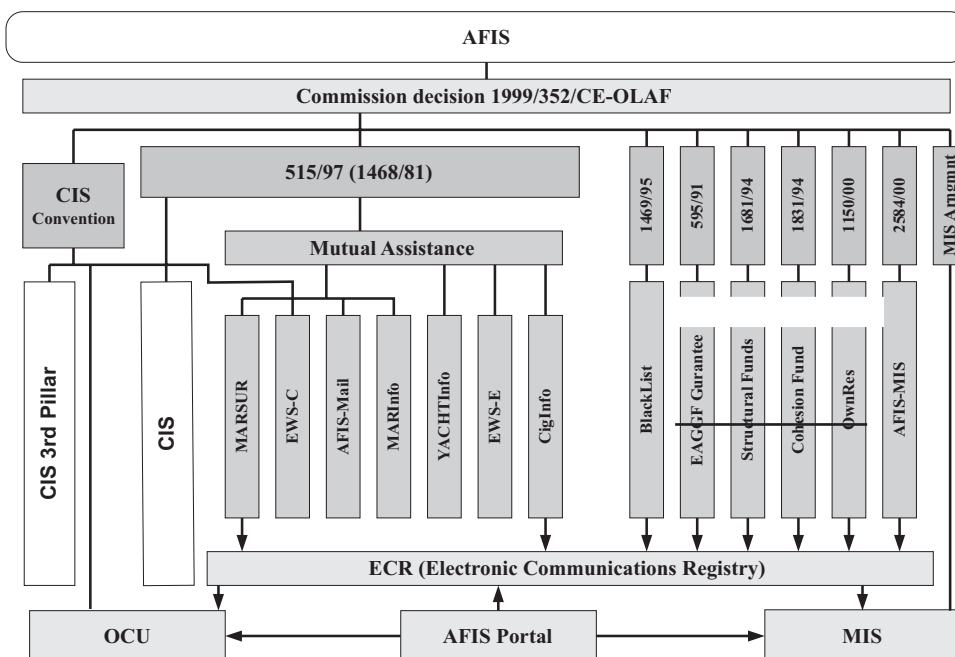 AFIS
Commission decision 1999/352/CE-OLAF
CIS
Convention
515/97 (1468/81)
1469/95
595/91
1681/94
1831/94
1150/00
2584/00
MIS Arngmnt
Mutual Assistance
CIS 3rd Pillar
CIS
MARSUR
EWS-C
AFIS-Mail
MARInfo
YACHTInfo
EWS-E
CigInfo
BlackList
EAGGF Gurantee
Structural Funds
Cohesion Fund
OwnRes
AFIS-MIS
ECR (Electronic Communications Registry)
OCU
AFIS Portal
MIS